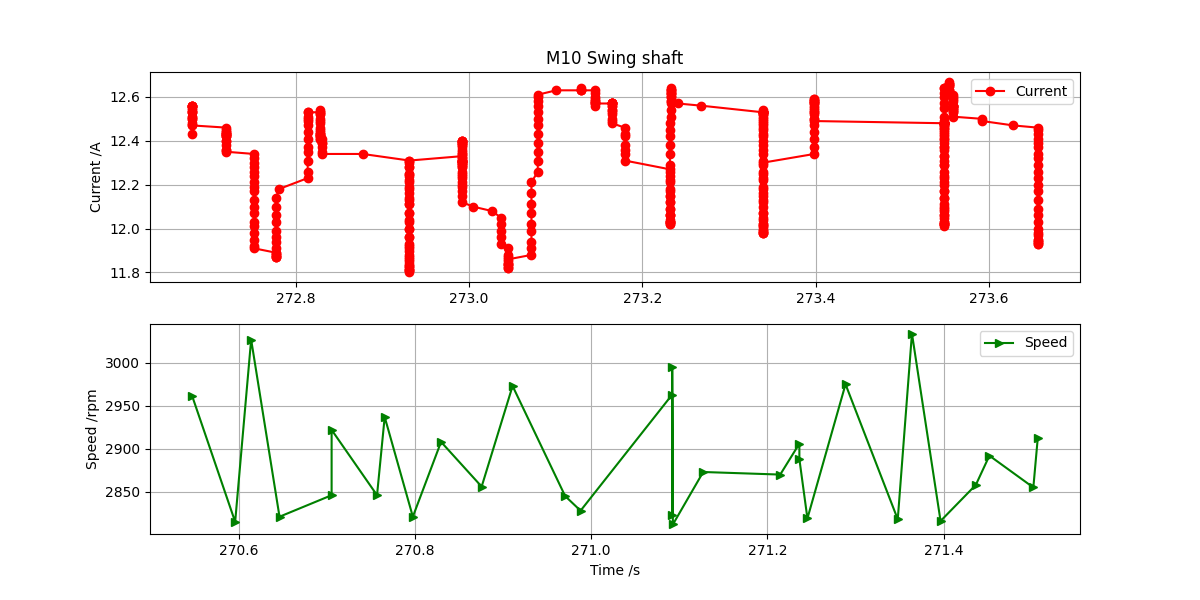 M10 Swing shaft
Current /A
12.6
12.4
12.2
12.0
11.8
Current
272.8 273.0 273.2 273.4 273.6
Speed /rpm
3000
2950
2900
2850
Speed
270.6 270.8 271.0 271.2 271.4
Time /s